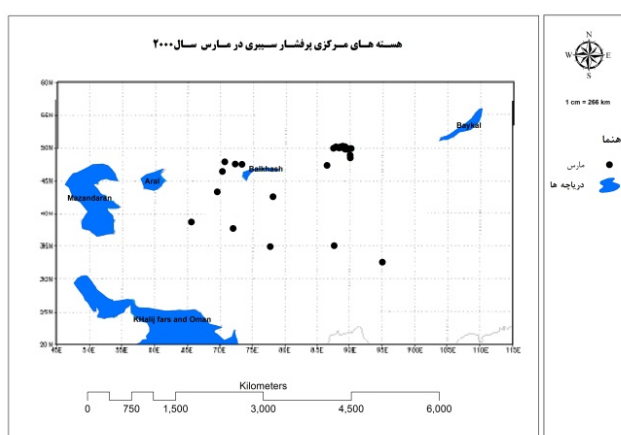 هسته های مرکزی پرفشار سیبری در مارس سال۲۰۰۰
N
W E
S
1 cm = 266 km
هنما
مارس
دریاچه ها
60N
55N
50N
45N
40N
35N
30N
25N
20N
45E 50E 55E 60E 65E 70E 75E 80E 85E 90E 95E 100E 105E 110E 115E
Baykal
Balkhash
Aral
Mazandaran
KHalij fars and Oman
Kilometers
0 750 1,500 3,000 4,500 6,000